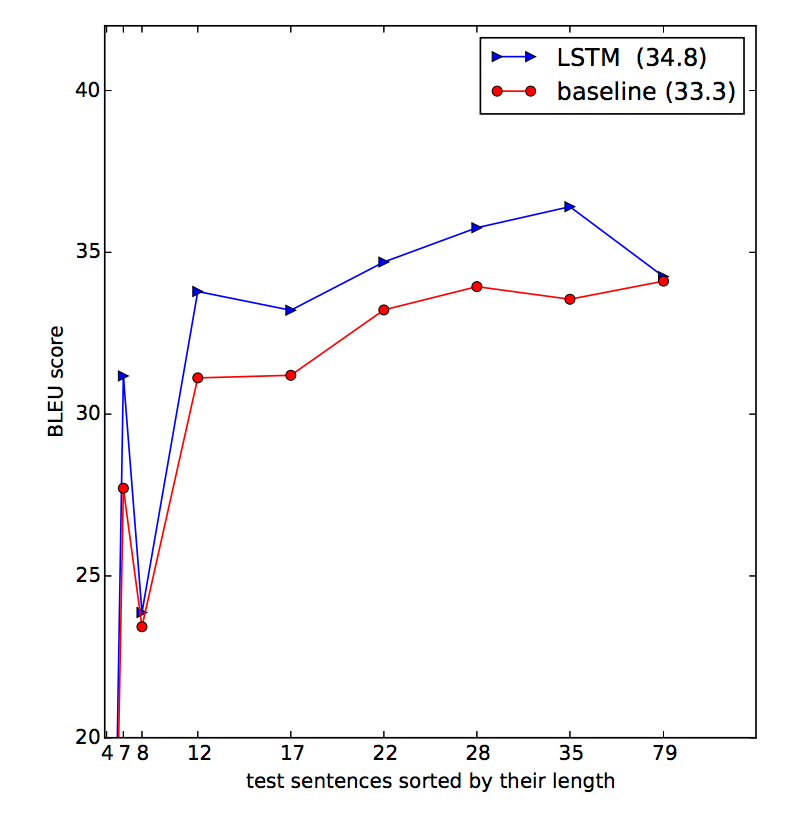 LSTM (34.8)
baseline (33.3)
40
35
30
25
20
BLEU score
4 7 8 12 17 22 28 35 79
test sentences sorted by their length